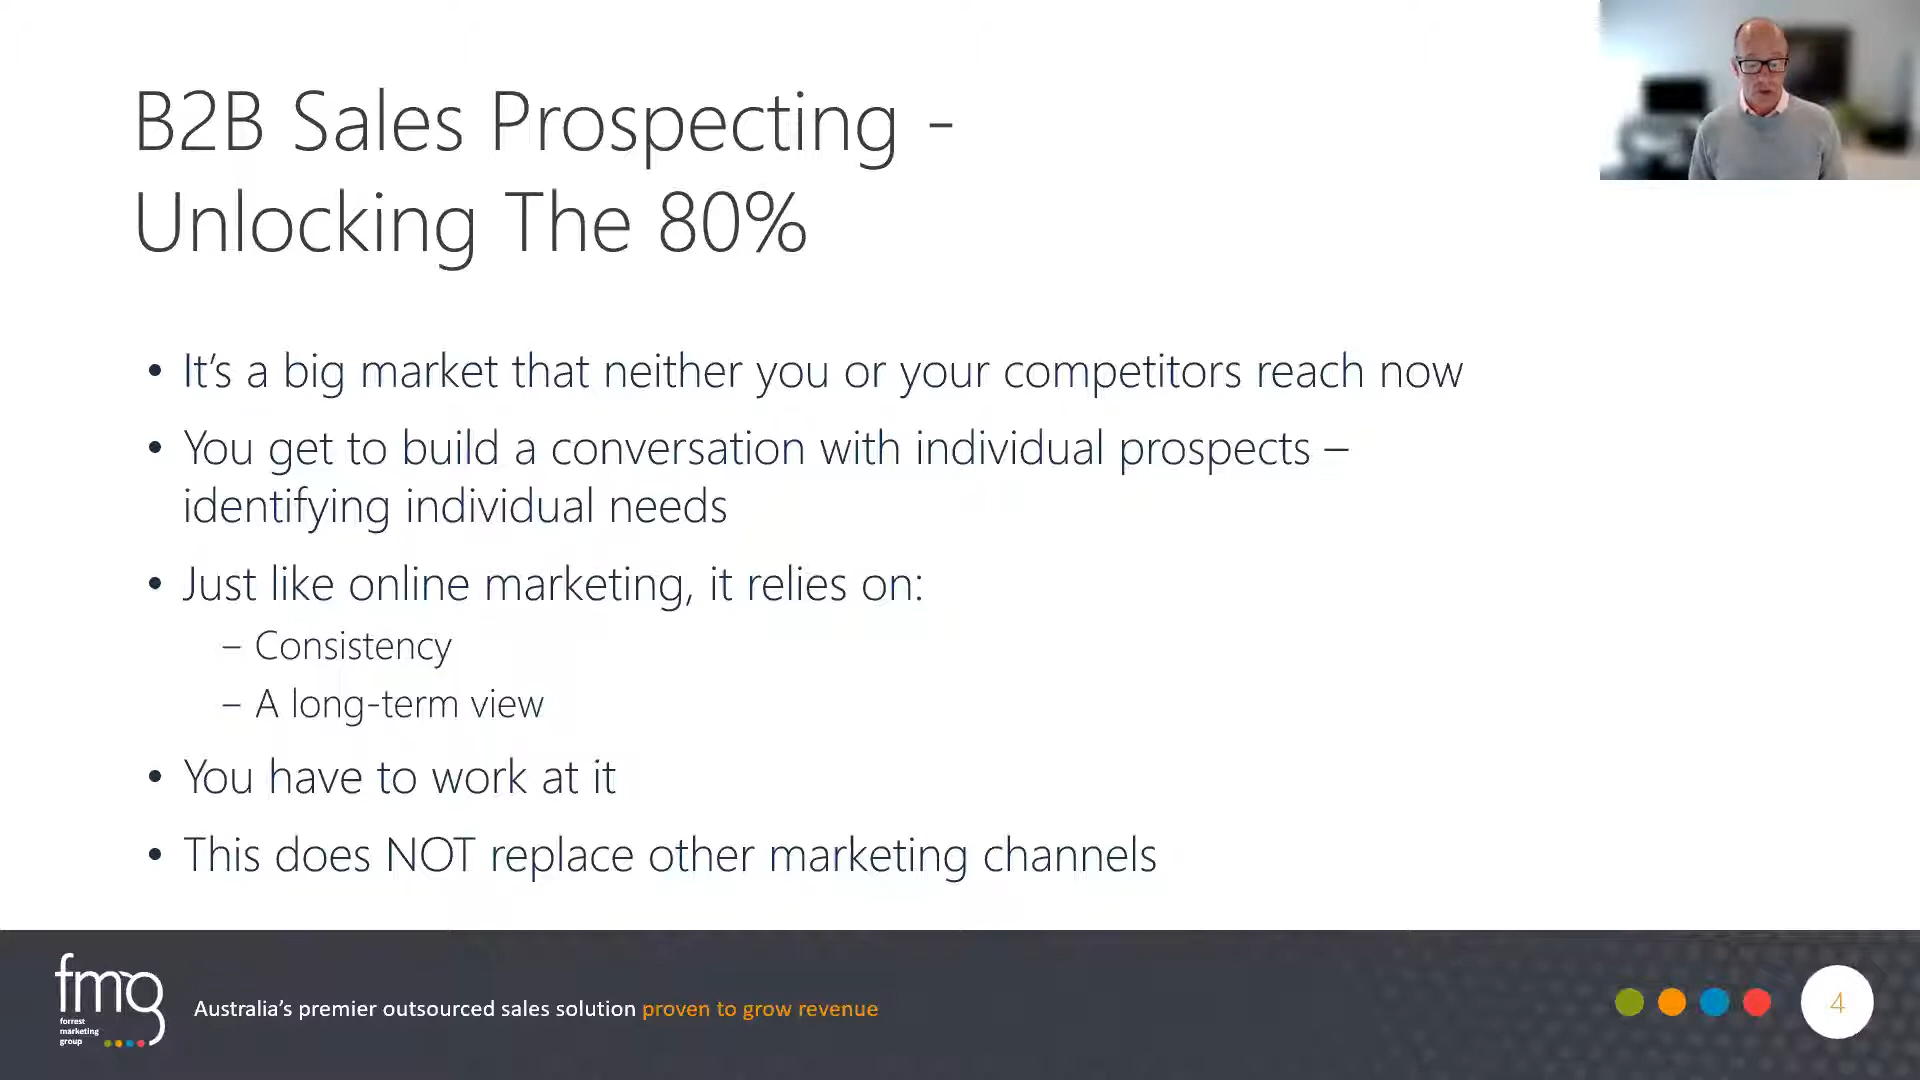 B2B Sales Prospecting -
Unlocking The 80%
• It’s a big market that neither you or your competitors reach now
• You get to build a conversation with individual prospects –
identifying individual needs
• Just like online marketing, it relies on:
– Consistency
– A long-term view
• You have to work at it
• This does NOT replace other marketing channels
fmg
forrest
marketing
group
Australia’s premier outsourced sales solution proven to grow revenue
4